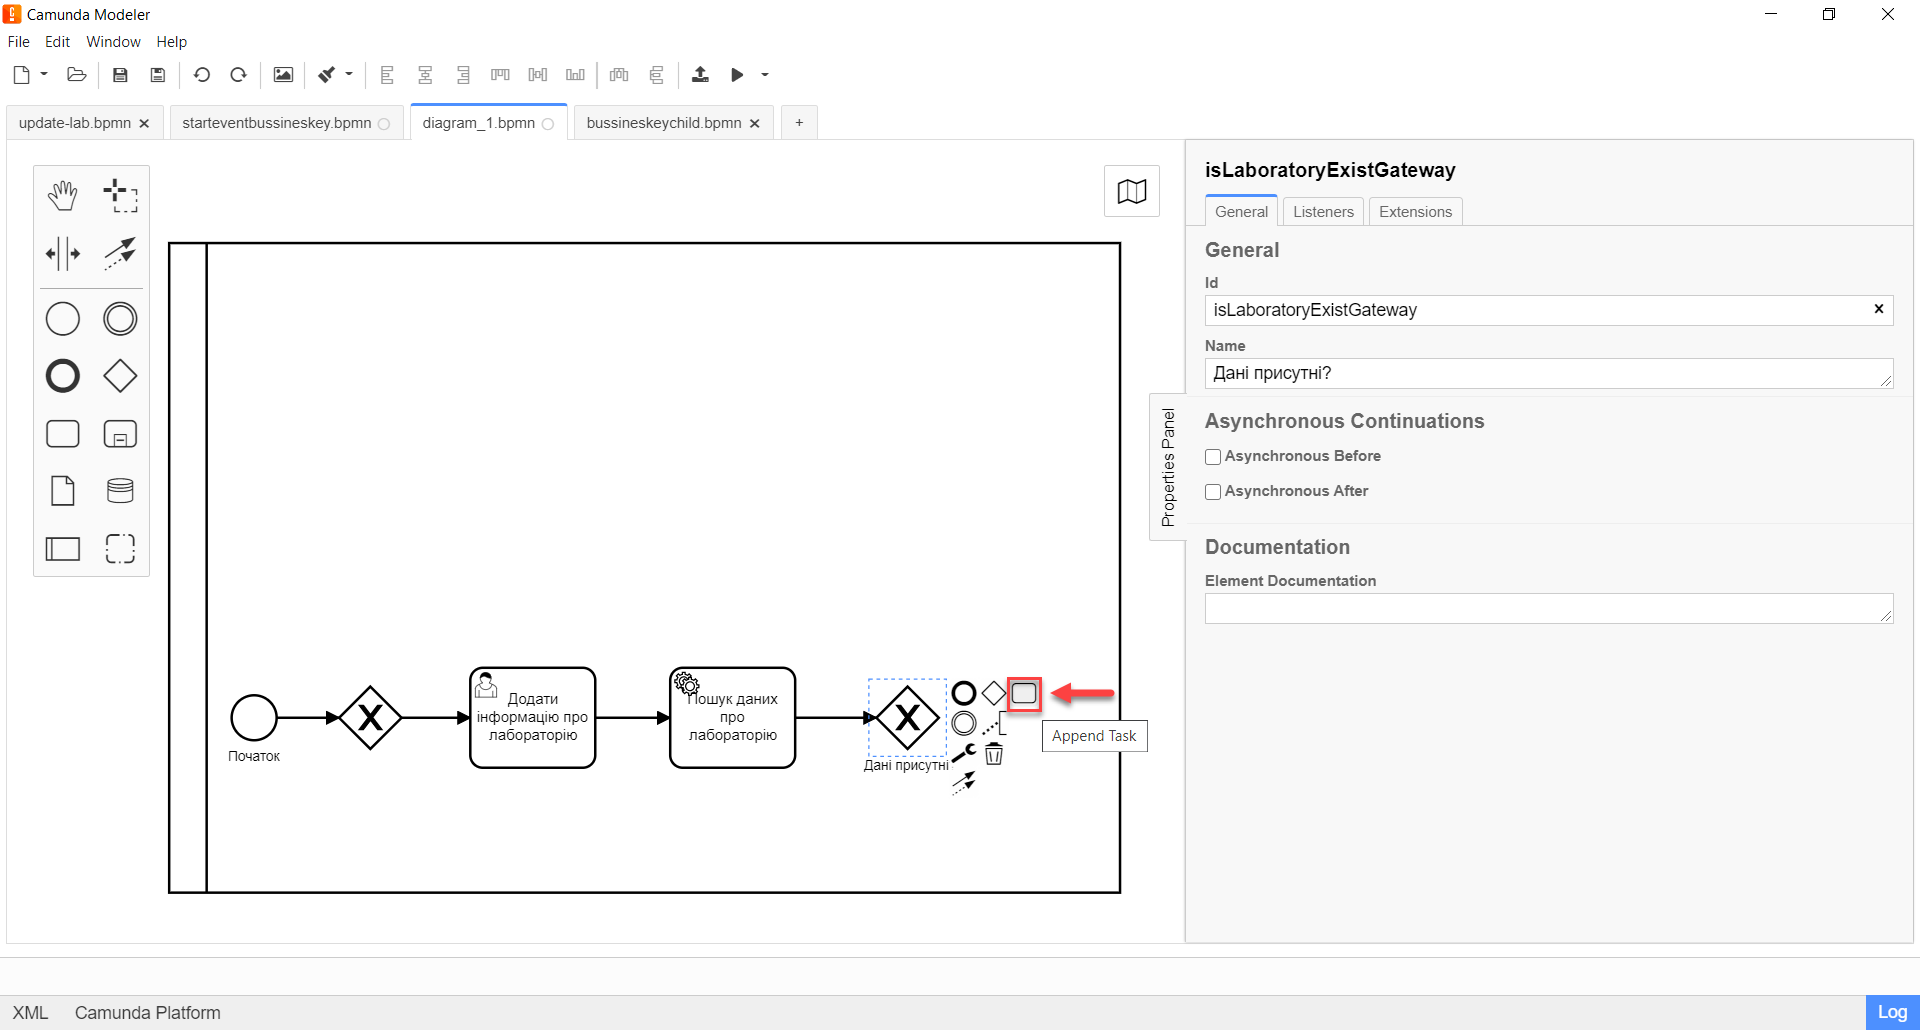 Camunda Modeler
File Edit Window Help
update-lab.bpmn
starteventbussineskey.bpmn
diagram_1.bpmn
bussineskeychild.bpmn
+
isLaboratoryExistGateway
General Listeners Extensions
General
Id
isLaboratoryExistGateway
Name
Дані присутні?
Asynchronous Continuations
Asynchronous Before
Asynchronous After
Documentation
Element Documentation
Properties Panel
Початок
Додати
інформацію про
лабораторію
Пошук даних
про
лабораторію
Дані присутні
Append Task
XML Camunda Platform
Log